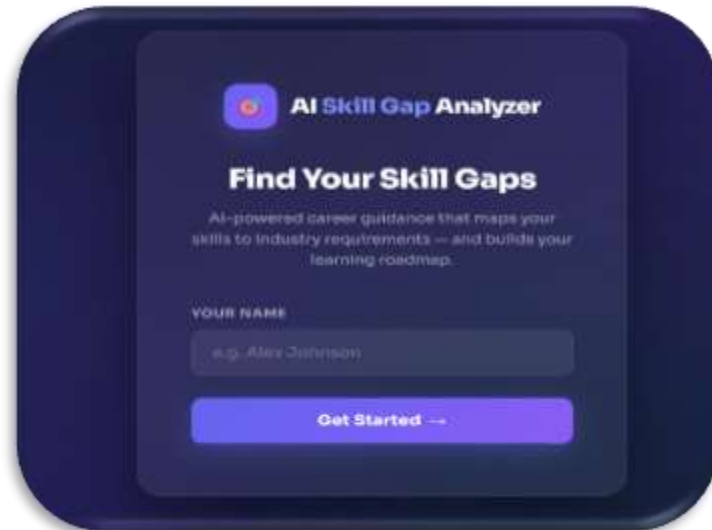 AI Skill Gap Analyzer
Find Your Skill Gaps
AI-powered career guidance that maps your
skills to industry requirements — and builds your
learning roadmap.
YOUR NAME
e.g. Alex Johnson
Get Started →